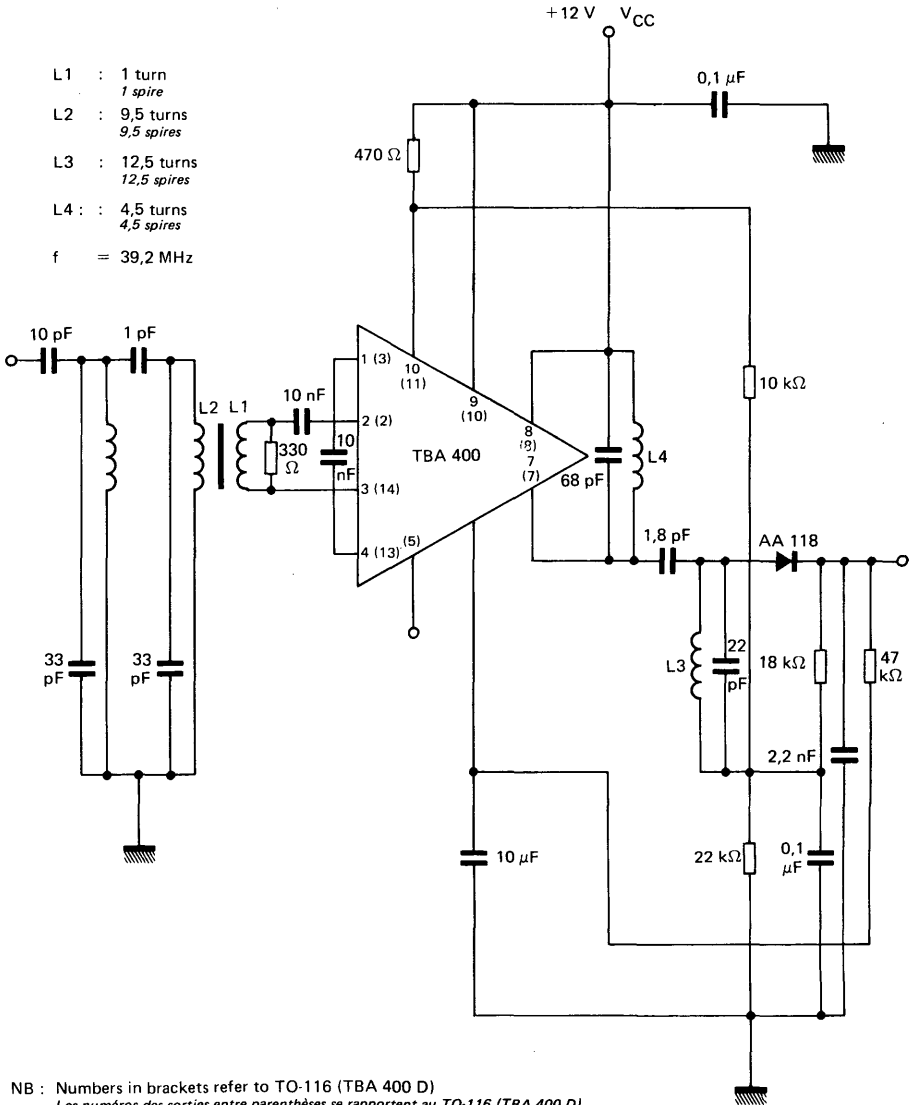 +12 V V_CC
L1 : 1 turn
1 spire
L2 : 9,5 turns
9,5 spires
L3 : 12,5 turns
12,5 spires
L4 : : 4,5 turns
4,5 spires
f = 39,2 MHz
0,1 μF
470 Ω
10 pF
1 pF
L2 L1
10 nF
330
Ω
10
nF
1 (3)
2 (2)
3 (14)
4 (13)
(5)
10
(11)
9
(10)
TBA 400
8
(8)
7
(7)
68 pF
L4
10 kΩ
1,8 pF
AA 118
33
pF
33
pF
L3
22
pF
18 kΩ
47
kΩ
2,2 nF
10 μF
22 kΩ
0,1
μF
NB : Numbers in brackets refer to TO-116 (TBA 400 D)
Les numéros des sorties entre parenthèses se rapportent au TO-116 (TBA 400 D)